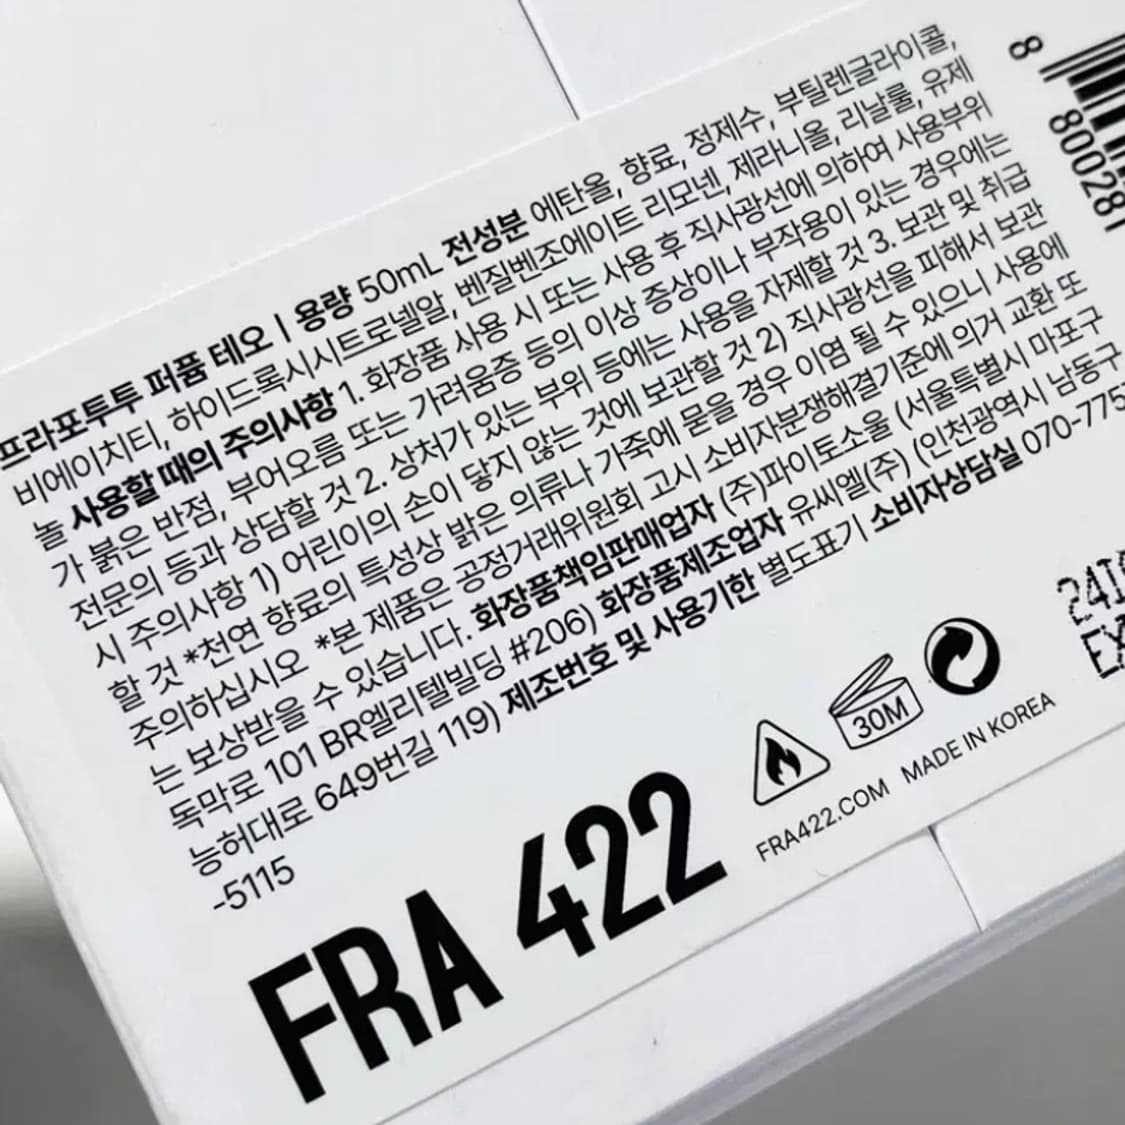 프라포투투 퍼퓸 테오 | 용량 50mL 전성분 에탄올, 향료, 정제수, 부틸렌글라이콜,
비에이치티, 하이드록시시트로넬알, 벤질벤조에이트 리모넨, 제라니올, 리날룰, 유제
놀 사용할 때의 주의사항 1. 화장품 사용 시 또는 사용 후 직사광선에 의하여 사용부위
가 붉은 반점, 부어오름 또는 가려움증 등의 이상 증상이나 부작용이 있는 경우에는
전문의 등과 상담할 것 2. 상처가 있는 부위 등에는 사용을 자제할 것 3. 보관 및 취급
시 주의사항 1) 어린이의 손이 닿지 않는 것에 보관할 것 2) 직사광선을 피해서 보관
할 것 *천연 향료의 특성상 밝은 의류나 가죽에 묻을 경우 이염 될 수 있으니 사용에
주의하십시오 *본 제품은 공정거래위원회 고시 소비자분쟁해결기준에 의거 교환 또
는 보상받을 수 있습니다. 화장품책임판매업자 (주)파이토소울 (서울특별시 마포구
독막로 101 BR엘리텔빌딩 #206) 화장품제조업자 유씨엘(주) (인천광역시 남동구
능허대로 649번길 119) 제조번호 및 사용기한 별도표기 소비자상담실 070-775
-5115
FRA 422
30M
FRA422.COM MADE IN KOREA
8 800281
24I
EX